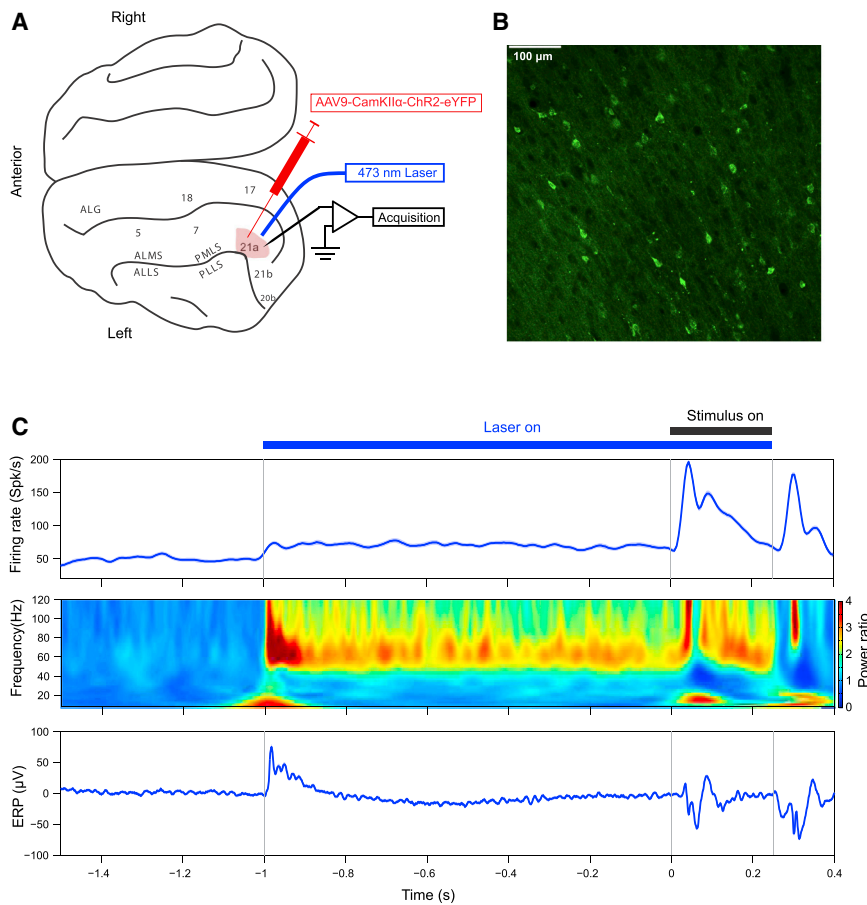 A
Right
AAV9-CamKIIα-ChR2-eYFP
473 nm Laser
Acquisition
Anterior
ALG
18
17
5
7
ALMS
ALLS
PMLS
PLLS
21a
21b
20b
Left
B
100 µm
C
Laser on
Stimulus on
Firing rate (Spk/s)
200
150
100
50
Frequency(Hz)
120
100
80
60
40
20
4
3
2
1
0
Power ratio
ERP (µV)
100
50
0
−50
−100
−1.4
−1.2
−1
−0.8
−0.6
−0.4
−0.2
0
0.2
0.4
Time (s)